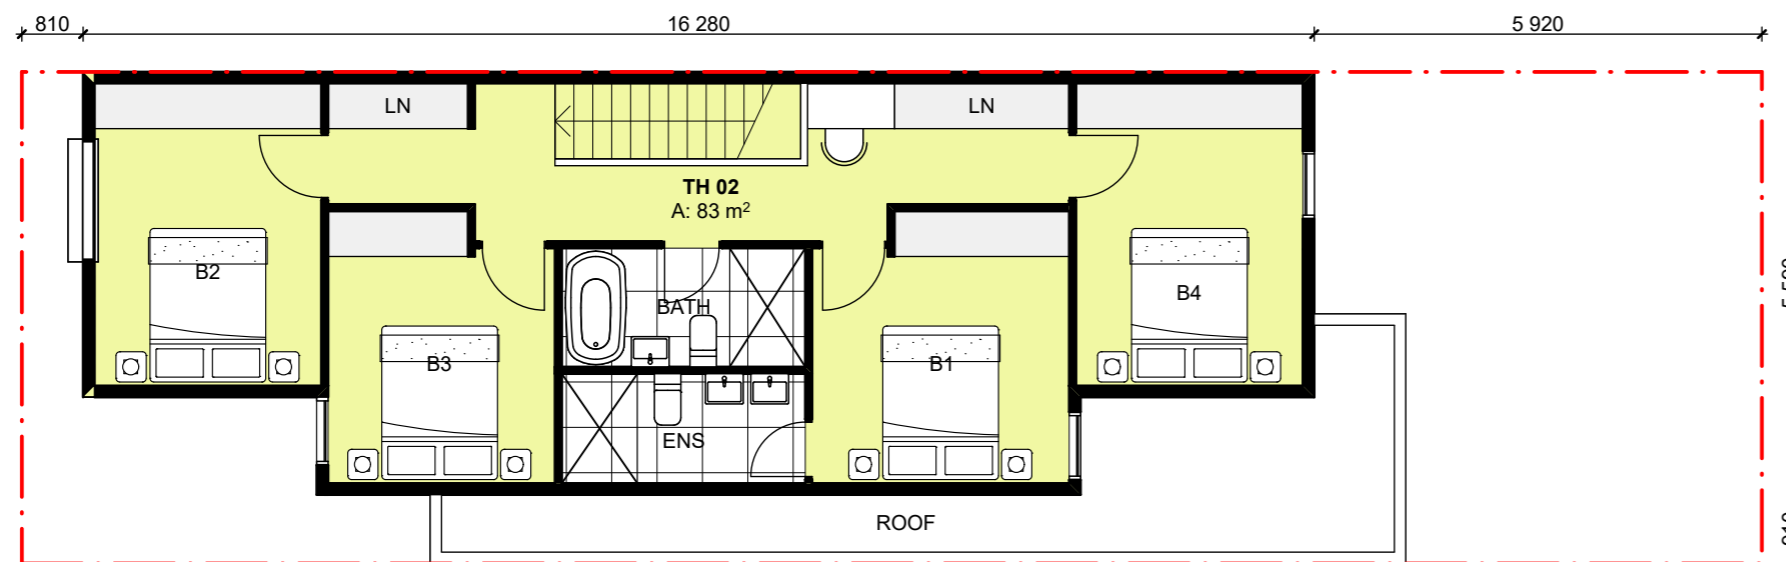 810
16 280
5 920
LN
LN
TH 02
A: 83 m²
B2
B4
BATH
B3
B1
ENS
ROOF